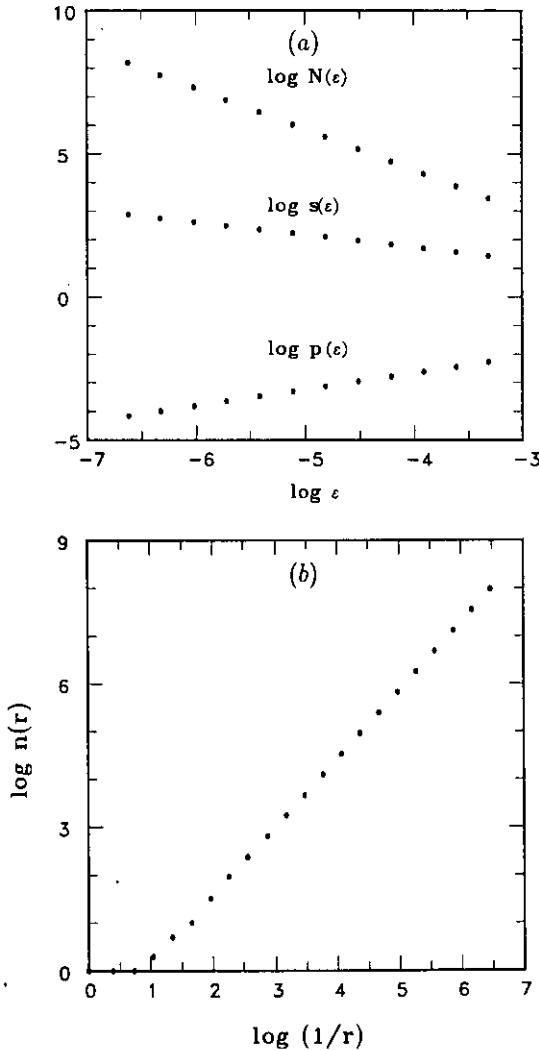 (a)
10
log N(ε)
5
log s(ε)
0
log p(ε)
−5
−7 −6 −5 −4 −3
log ε
(b)
9
6
log n(r)
3
0
0 1 2 3 4 5 6 7
log (1/r)